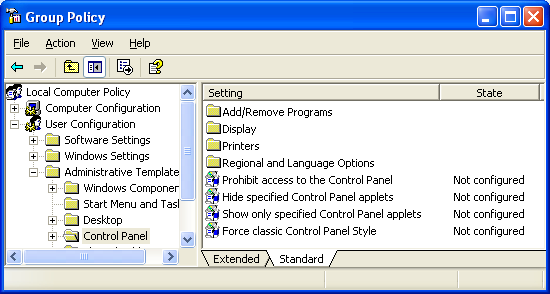 Group Policy
File Action View Help
Local Computer Policy
Computer Configuration
User Configuration
Software Settings
Windows Settings
Administrative Template
Windows Componen
Start Menu and Task
Desktop
Control Panel
Setting State
Add/Remove Programs
Display
Printers
Regional and Language Options
Prohibit access to the Control Panel Not configured
Hide specified Control Panel applets Not configured
Show only specified Control Panel applets Not configured
Force classic Control Panel Style Not configured
Extended Standard